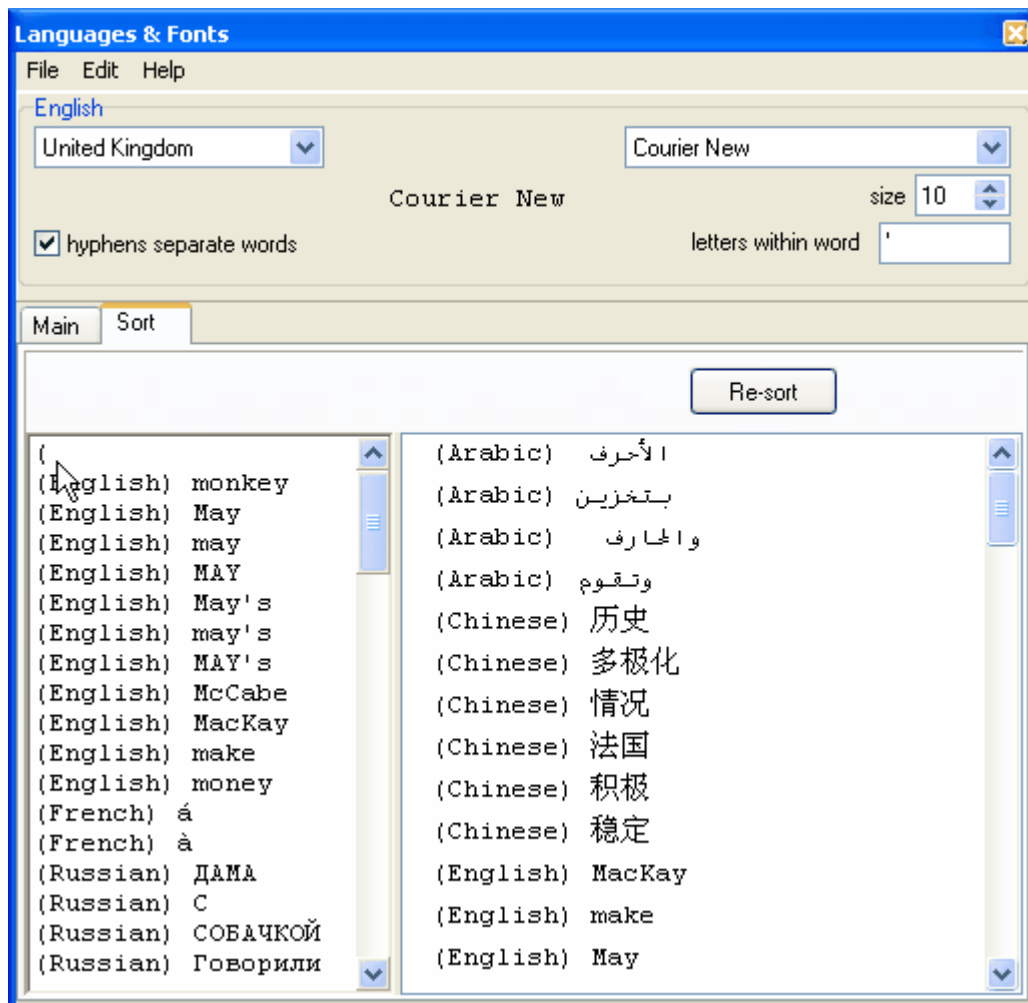 Languages & Fonts
File Edit Help
English
United Kingdom
Courier New
Courier New
size 10
hyphens separate words
letters within word '
Main Sort
Re-sort
(
(English) monkey
(English) May
(English) may
(English) MAY
(English) May's
(English) may's
(English) MAY's
(English) McCabe
(English) MacKay
(English) make
(English) money
(French) á
(French) à
(Russian) ДАМА
(Russian) С
(Russian) СОБАЧКОЙ
(Russian) Говорили
(Arabic) الأحرف
(Arabic) بتخزين
(Arabic) والمحارف
(Arabic) وتقوم
(Chinese) 历史
(Chinese) 多极化
(Chinese) 情况
(Chinese) 法国
(Chinese) 积极
(Chinese) 稳定
(English) MacKay
(English) make
(English) May